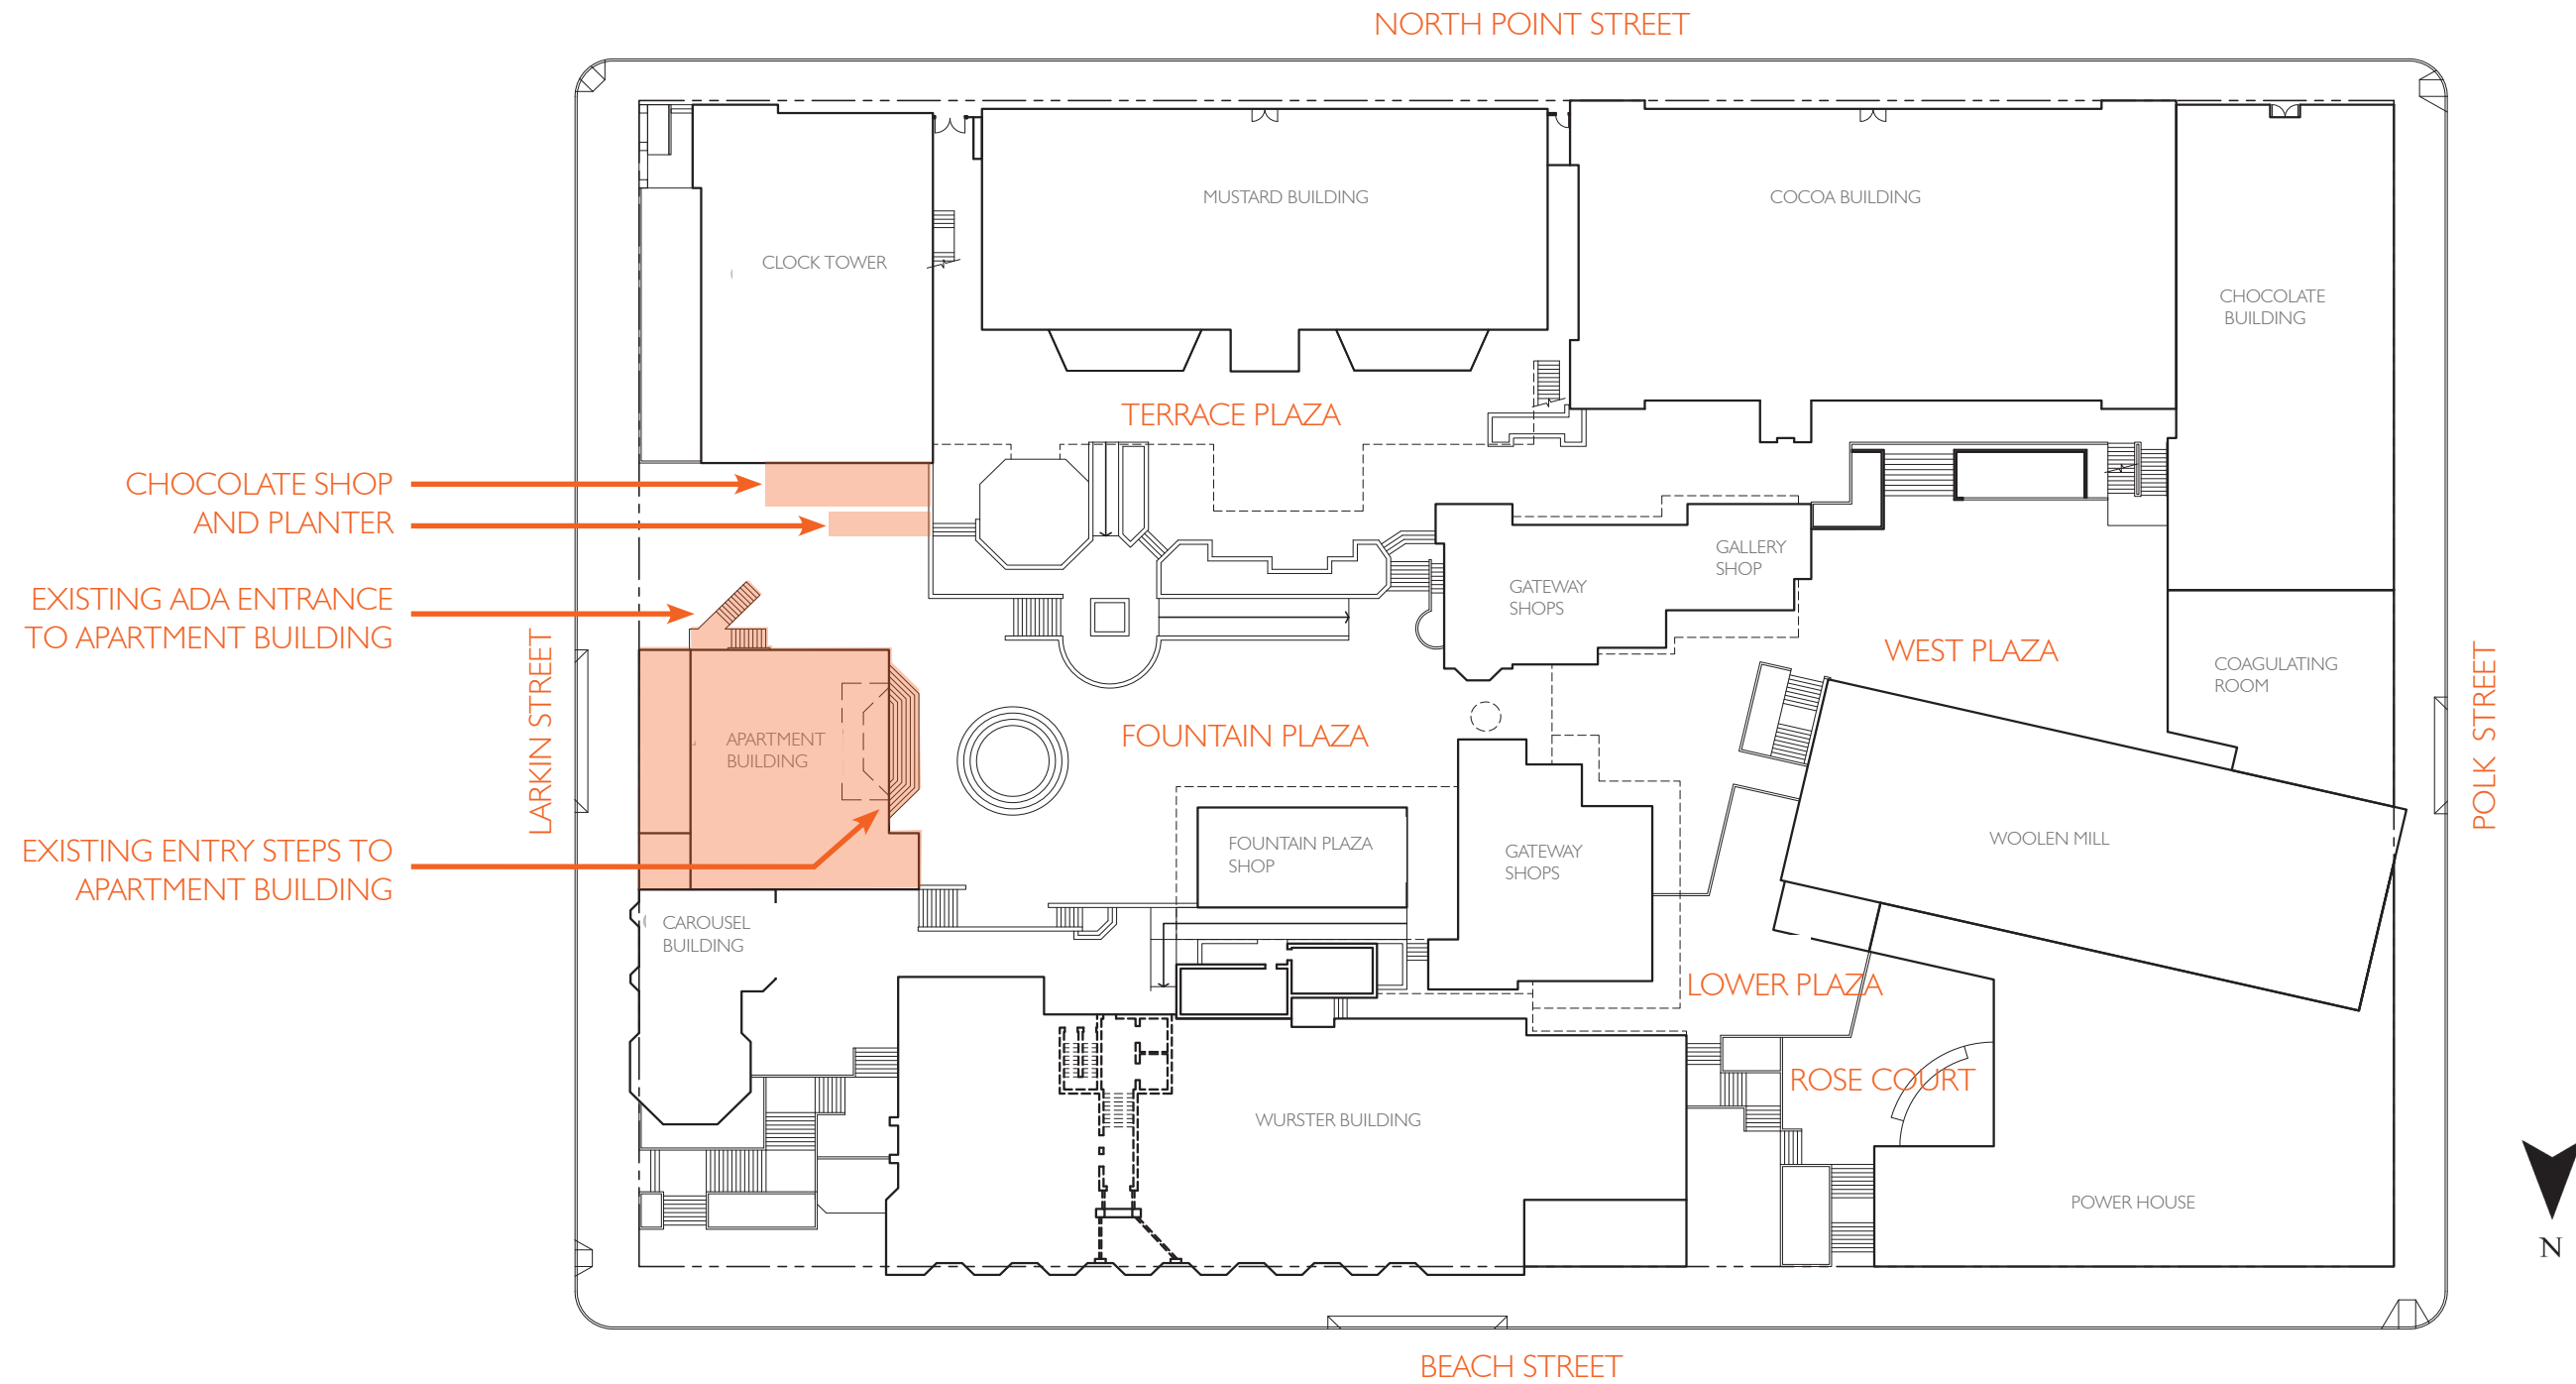 NORTH POINT STREET
MUSTARD BUILDING
COCOA BUILDING
CLOCK TOWER
CHOCOLATE
BUILDING
TERRACE PLAZA
CHOCOLATE SHOP
AND PLANTER
GALLERY
SHOP
GATEWAY
SHOPS
EXISTING ADA ENTRANCE
TO APARTMENT BUILDING
WEST PLAZA
COAGULATING
ROOM
LARKIN STREET
POLK STREET
APARTMENT
BUILDING
FOUNTAIN PLAZA
EXISTING ENTRY STEPS TO
APARTMENT BUILDING
FOUNTAIN PLAZA
SHOP
GATEWAY
SHOPS
WOOLEN MILL
CAROUSEL
BUILDING
LOWER PLAZA
ROSE COURT
WURSTER BUILDING
POWER HOUSE
N
BEACH STREET